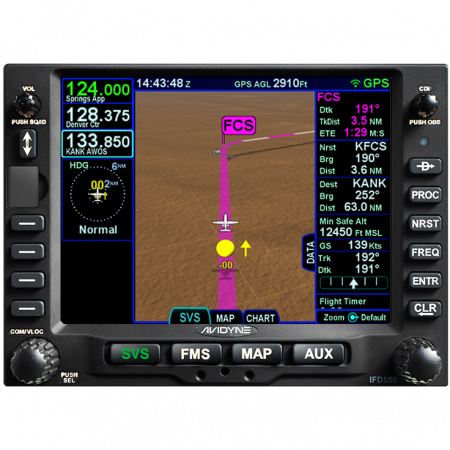 VOL
PUSH SQ/ID
124.000
Springs App
128.375
Denver Ctr
133.850
KANK AWOS
HDG 6NM
00 2NM
Normal
14:43:48 Z GPS AGL 2910Ft GPS
FCS
-00
SVS MAP CHART
DATA
FCS
Dtk 191°
TkDist 3.5 NM
ETE 1:29 M:S
Nrst KFCS
Brg 190°
Dist 3.6 NM
Dest KANK
Brg 252°
Dist 63.0 NM
Min Safe Alt
12450 Ft MSL
GS 139Kts
Trk 192°
Dtk 191°
Flight Timer
Zoom Default
CDI
PUSH OBS
D
PROC
NRST
FREQ
ENTR
CLR
COM/VLOC
PUSH
SEL
AVIDYNE
SVS FMS MAP AUX
IFD550